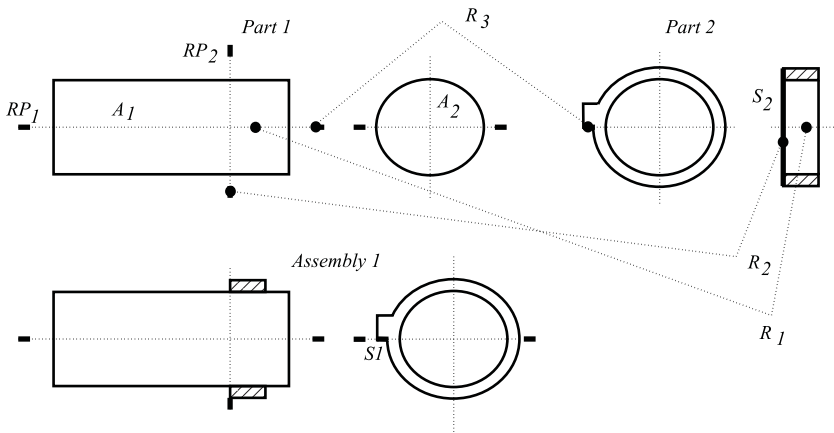 Part 1
R3
Part 2
RP2
RP1
A1
A2
S2
R2
Assembly 1
R1
S1